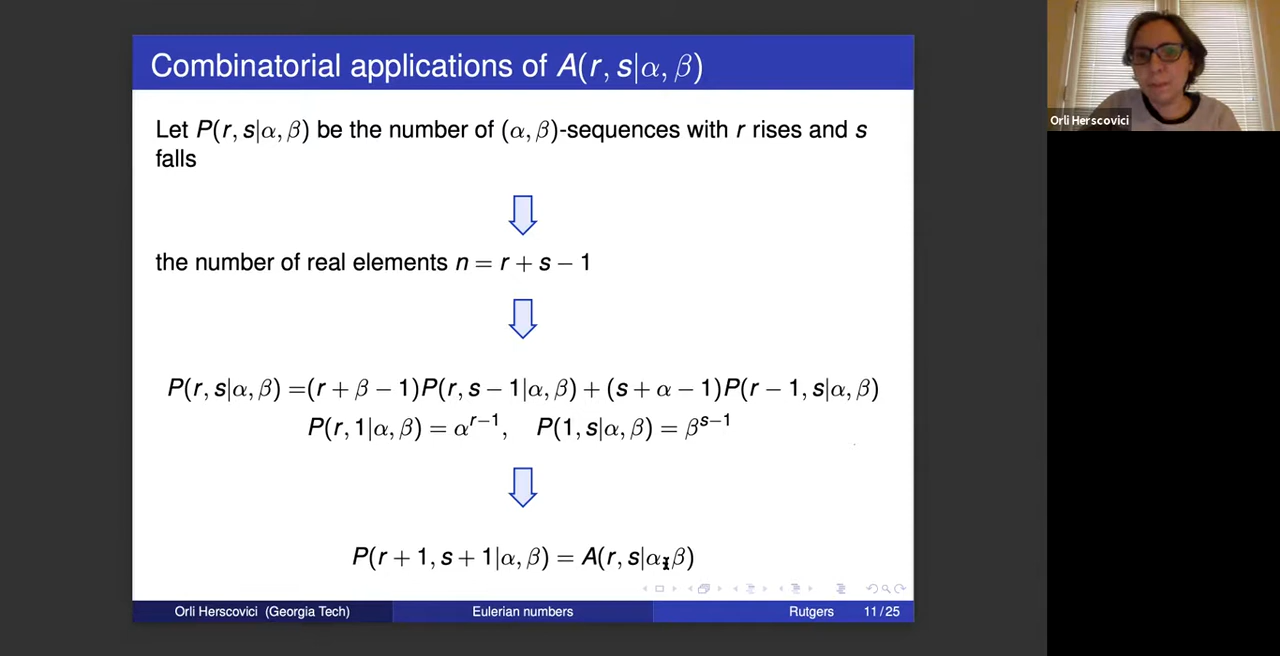 Combinatorial applications of A(r, s|α, β)
Let P(r, s|α, β) be the number of (α, β)-sequences with r rises and s
falls
the number of real elements n = r + s − 1
P(r, s|α, β) =(r + β − 1)P(r, s − 1|α, β) + (s + α − 1)P(r − 1, s|α, β)
P(r, 1|α, β) = α^{r−1}, P(1, s|α, β) = β^{s−1}
P(r + 1, s + 1|α, β) = A(r, s|α, β)
Orli Herscovici (Georgia Tech) Eulerian numbers Rutgers 11/25
Orli Herscovici